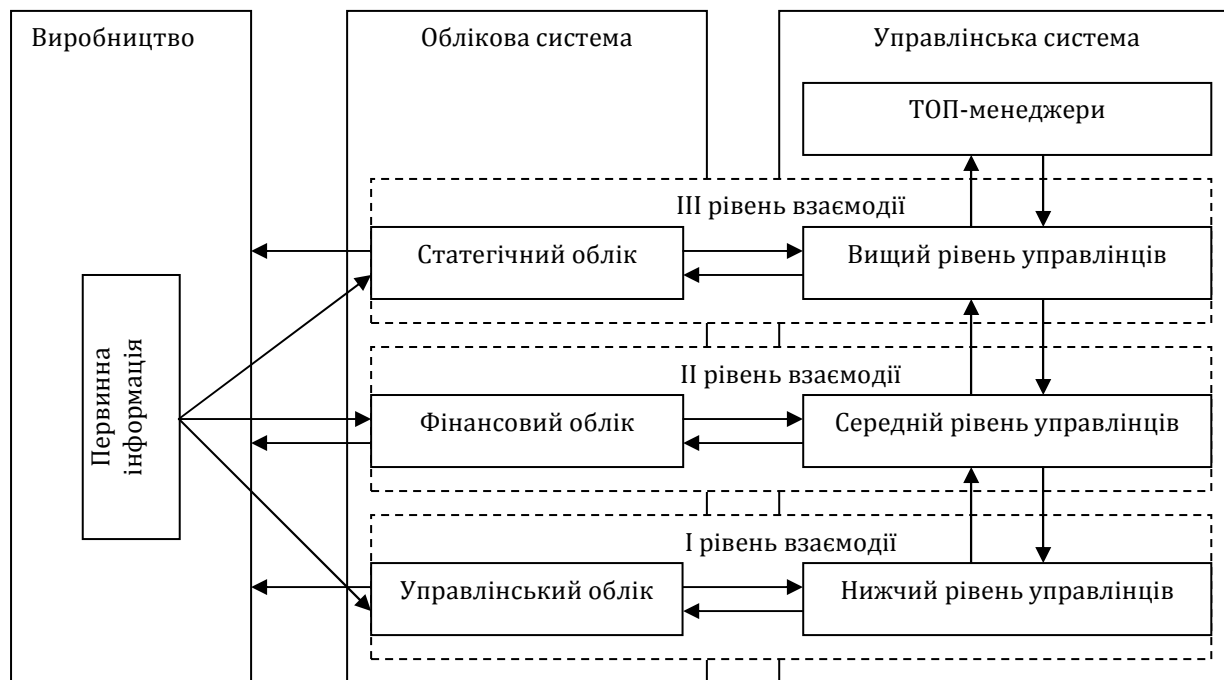 Виробництво
Облікова система
Управлінська система
ТОП-менеджери
III рівень взаємодії
Статегічний облік
Вищий рівень управлінців
Первинна
інформація
II рівень взаємодії
Фінансовий облік
Середній рівень управлінців
I рівень взаємодії
Управлінський облік
Нижчий рівень управлінців